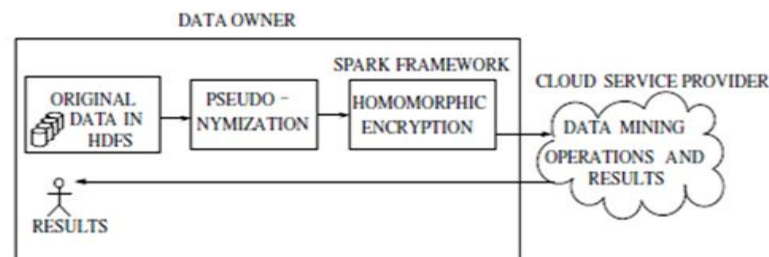 DATA OWNER
SPARK FRAMEWORK
CLOUD SERVICE PROVIDER
ORIGINAL
DATA IN
HDFS
PSEUDO -
NYMIZATION
HOMOMORPHIC
ENCRYPTION
DATA MINING
OPERATIONS AND
RESULTS
RESULTS